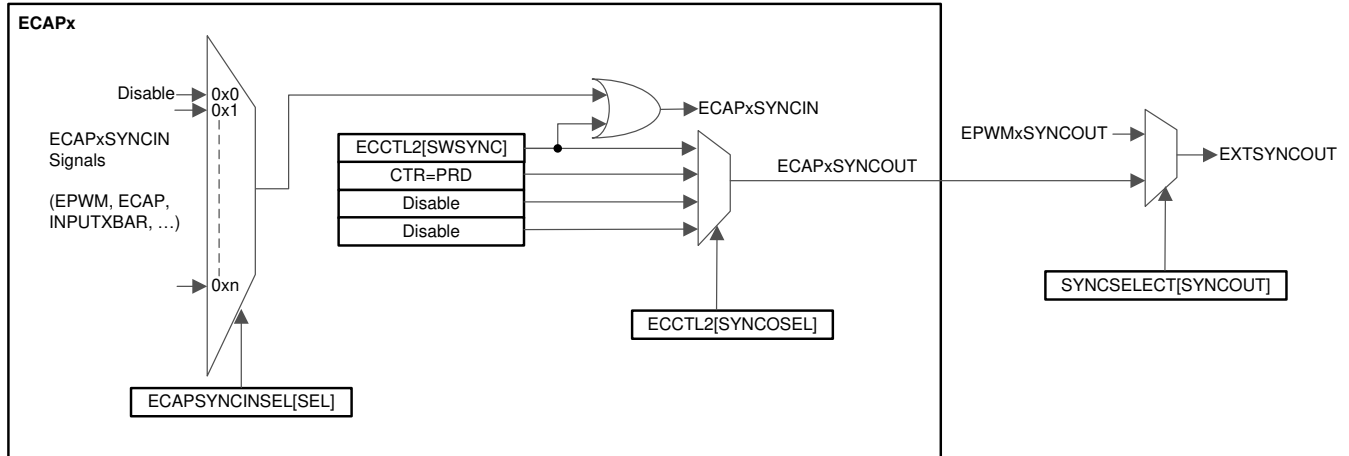 ECAPx
Disable
0x0
0x1
ECAPxSYNCIN
Signals
(EPWM, ECAP,
INPUTXBAR, …)
0xn
ECAPSYNCINSEL[SEL]
ECAPxSYNCIN
ECCTL2[SWSYNC]
CTR=PRD
Disable
Disable
ECAPxSYNCOUT
ECCTL2[SYNCOSEL]
EPWMxSYNCOUT
EXTSYNCOUT
SYNCSELECT[SYNCOUT]